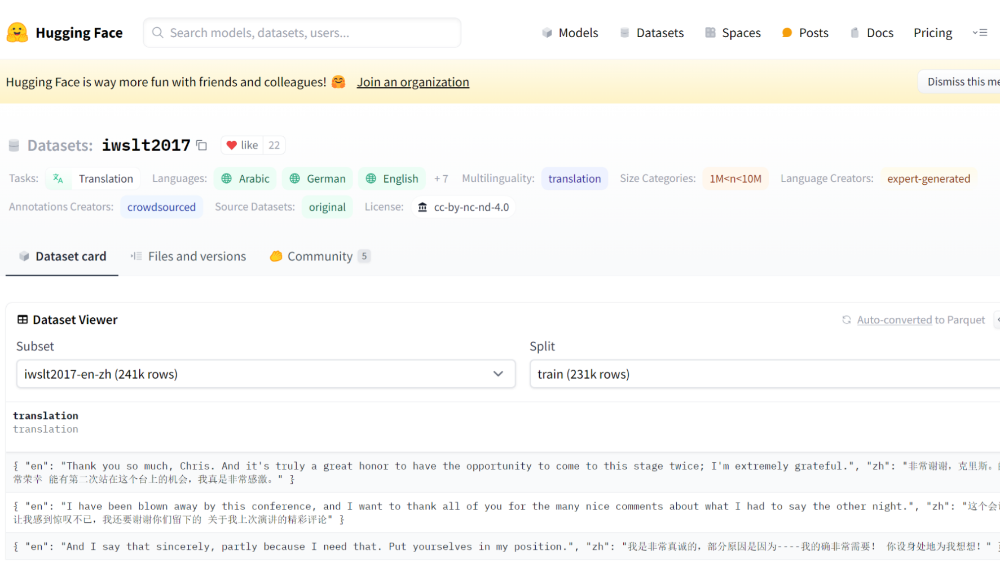 Hugging Face Search models, datasets, users... Models Datasets Spaces Posts Docs Pricing
Hugging Face is way more fun with friends and colleagues! 🤗 Join an organization Dismiss this me
Datasets: iwslt2017 like 22
Tasks: Translation Languages: Arabic German English + 7 Multilinguality: translation Size Categories: 1M<n<10M Language Creators: expert-generated
Annotations Creators: crowdsourced Source Datasets: original License: cc-by-nc-nd-4.0
Dataset card Files and versions Community 5
Dataset Viewer Auto-converted to Parquet
Subset Split
iwslt2017-en-zh (241k rows) train (231k rows)
translation
translation
{ "en": "Thank you so much, Chris. And it's truly a great honor to have the opportunity to come to this stage twice; I'm extremely grateful.", "zh": "非常谢谢，克里斯。
常荣幸 能有第二次站在这个台上的机会，我真是非常感激。" }
{ "en": "I have been blown away by this conference, and I want to thank all of you for the many nice comments about what I had to say the other night.", "zh": "这个会
让我感到惊叹不已，我还要谢谢你们留下的 关于我上次演讲的精彩评论" }
{ "en": "And I say that sincerely, partly because I need that. Put yourselves in my position.", "zh": "我是非常真诚的，部分原因是因为----我的确非常需要！ 你设身处地为我想想！"